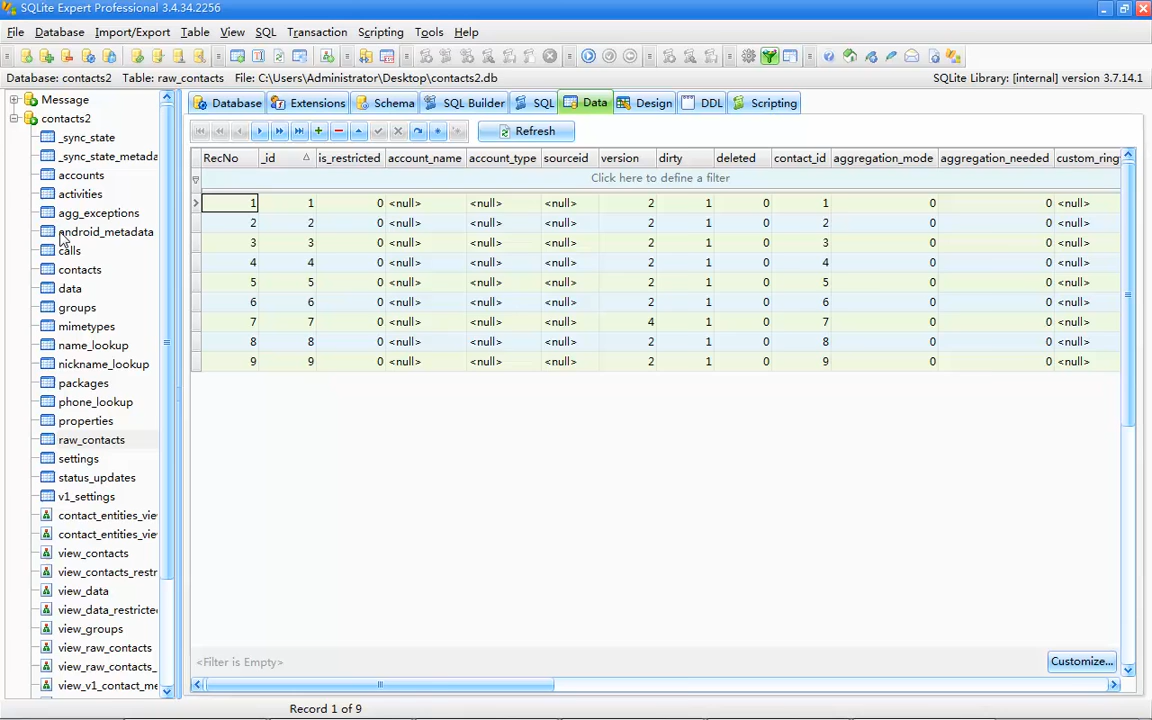 SQLite Expert Professional 3.4.34.2256
File Database Import/Export Table View SQL Transaction Scripting Tools Help
Database: contacts2 Table: raw_contacts File: C:\Users\Administrator\Desktop\contacts2.db SQLite Library: [internal] version 3.7.14.1
Message
contacts2
_sync_state
_sync_state_metada
accounts
activities
agg_exceptions
android_metadata
calls
contacts
data
groups
mimetypes
name_lookup
nickname_lookup
packages
phone_lookup
properties
raw_contacts
settings
status_updates
v1_settings
contact_entities_vie
contact_entities_vie
view_contacts
view_contacts_restr
view_data
view_data_restricte
view_groups
view_raw_contacts
view_raw_contacts_
view_v1_contact_me
Database Extensions Schema SQL Builder SQL Data Design DDL Scripting
Refresh
RecNo _id is_restricted account_name account_type sourceid version dirty deleted contact_id aggregation_mode aggregation_needed custom_ring
Click here to define a filter
1 1 0 <null> <null> <null> 2 1 0 1 0 0 <null>
2 2 0 <null> <null> <null> 2 1 0 2 0 0 <null>
3 3 0 <null> <null> <null> 2 1 0 3 0 0 <null>
4 4 0 <null> <null> <null> 2 1 0 4 0 0 <null>
5 5 0 <null> <null> <null> 2 1 0 5 0 0 <null>
6 6 0 <null> <null> <null> 2 1 0 6 0 0 <null>
7 7 0 <null> <null> <null> 4 1 0 7 0 0 <null>
8 8 0 <null> <null> <null> 2 1 0 8 0 0 <null>
9 9 0 <null> <null> <null> 2 1 0 9 0 0 <null>
<Filter is Empty>
Customize...
Record 1 of 9